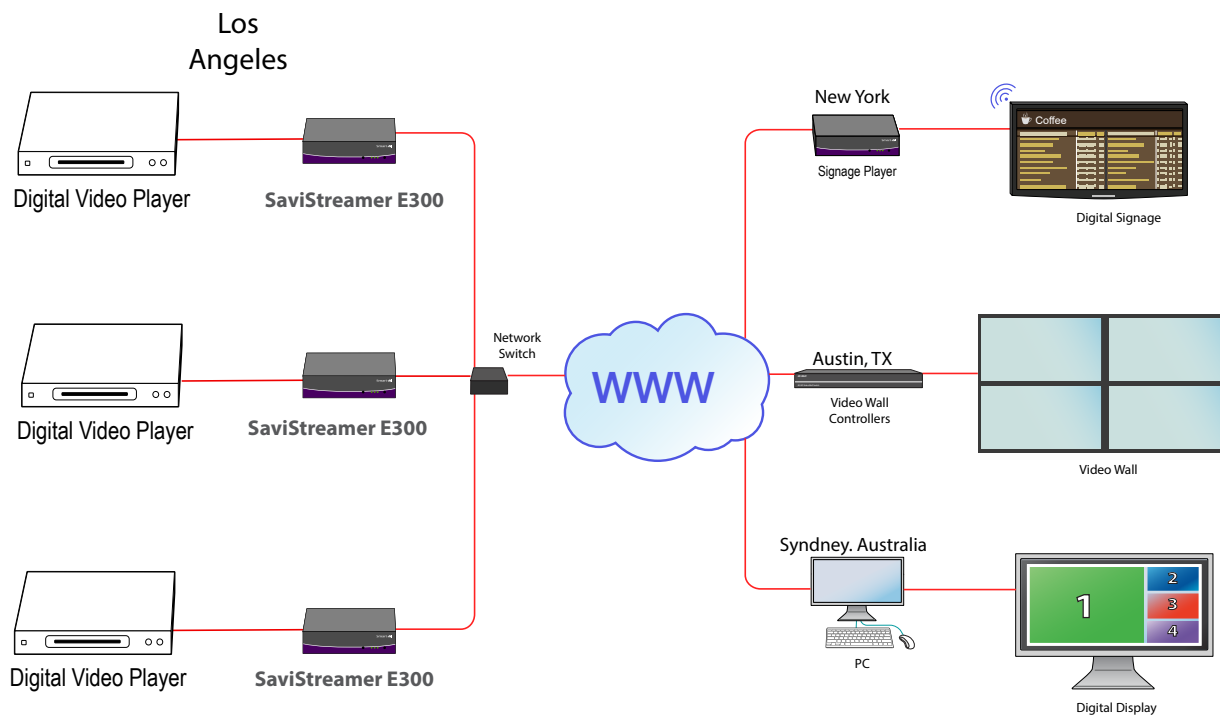 Los
Angeles
Digital Video Player
SaviStreamer E300
Digital Video Player
SaviStreamer E300
Digital Video Player
SaviStreamer E300
Network
Switch
WWW
New York
Signage Player
Coffee
Digital Signage
Austin, TX
Video Wall
Controllers
Video Wall
Syndney. Australia
PC
1
2
3
4
Digital Display